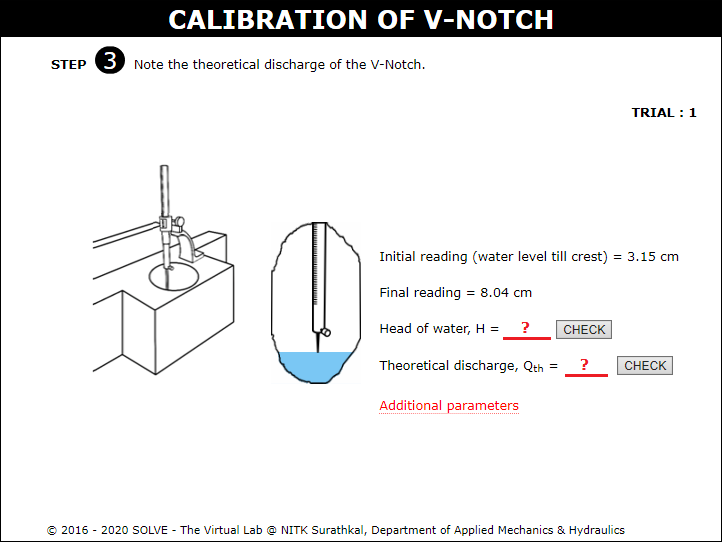 CALIBRATION OF V-NOTCH
STEP 3 Note the theoretical discharge of the V-Notch.
TRIAL : 1
Initial reading (water level till crest) = 3.15 cm
Final reading = 8.04 cm
Head of water, H = ? CHECK
Theoretical discharge, Qth = ? CHECK
Additional parameters
© 2016 - 2020 SOLVE - The Virtual Lab @ NITK Surathkal, Department of Applied Mechanics & Hydraulics